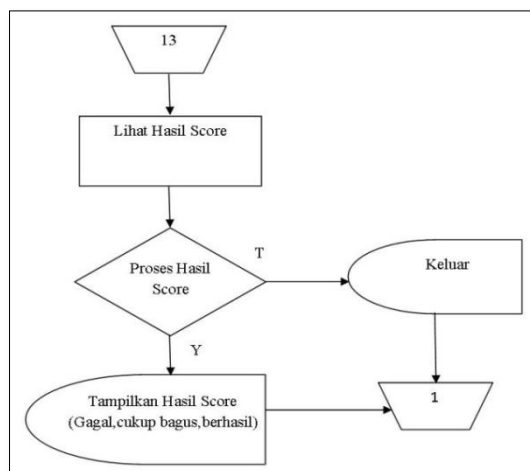 13
Lihat Hasil Score
T
Proses Hasil
Score
Keluar
Y
Tampilkan Hasil Score
(Gagal,cukup bagus,berhasil)
1